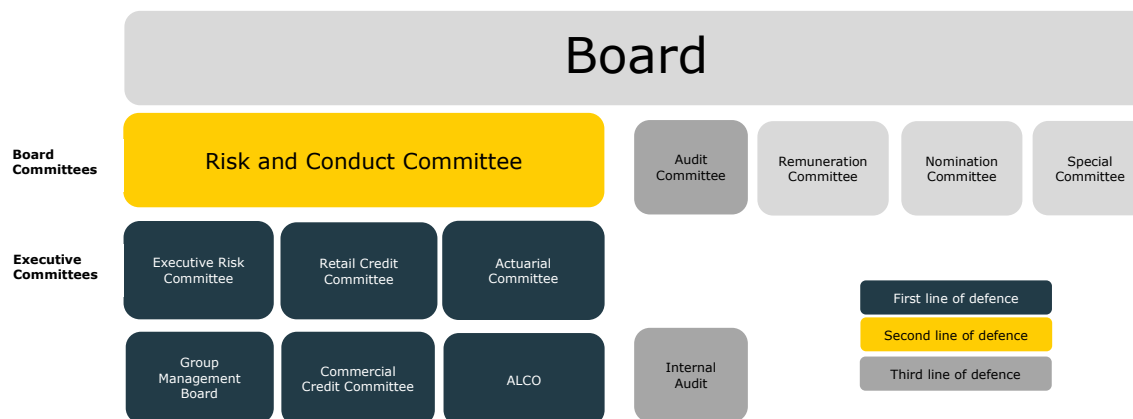 Board
Board
Committees
Risk and Conduct Committee
Audit
Committee
Remuneration
Committee
Nomination
Committee
Special
Committee
Executive
Committees
Executive Risk
Committee
Retail Credit
Committee
Actuarial
Committee
First line of defence
Second line of defence
Third line of defence
Group
Management
Board
Commercial
Credit Committee
ALCO
Internal
Audit